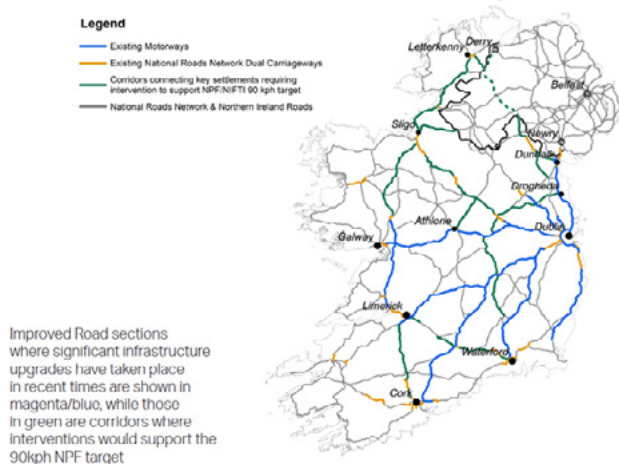 Legend
Existing Motorways
Existing National Roads Network Dual Carriageways
Corridors connecting key settlements requiring
intervention to support NPF/NIFTI 90 kph target
National Roads Network & Northern Ireland Roads
Derry
Letterkenny
Belfast
Sligo
Newry
Dundalk
Drogheda
Athlone
Dublin
Galway
Limerick
Waterford
Cork
Improved Road sections
where significant infrastructure
upgrades have taken place
in recent times are shown in
magenta/blue, while those
in green are corridors where
interventions would support the
90kph NPF target